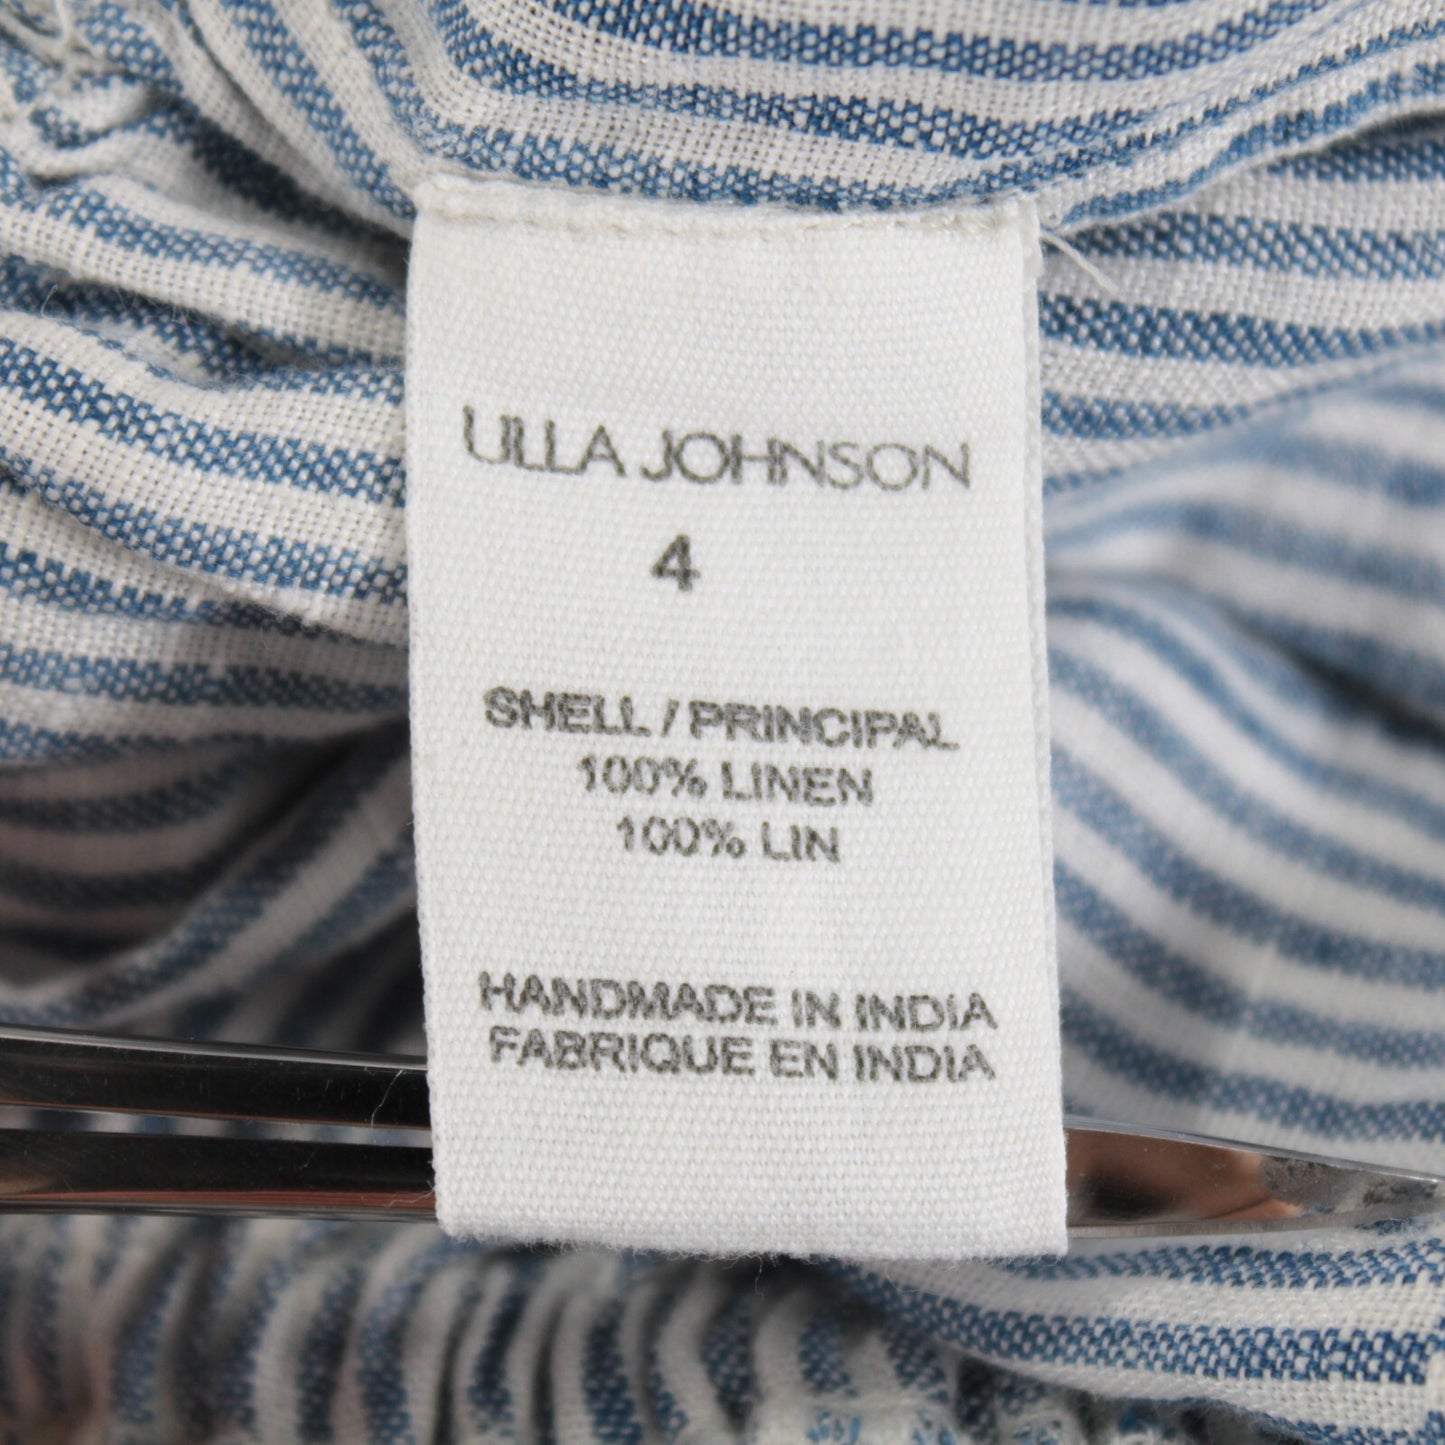 ULLA JOHNSON
4
SHELL / PRINCIPAL
100% LINEN
100% LIN
HANDMADE IN INDIA
FABRIQUE EN INDIA